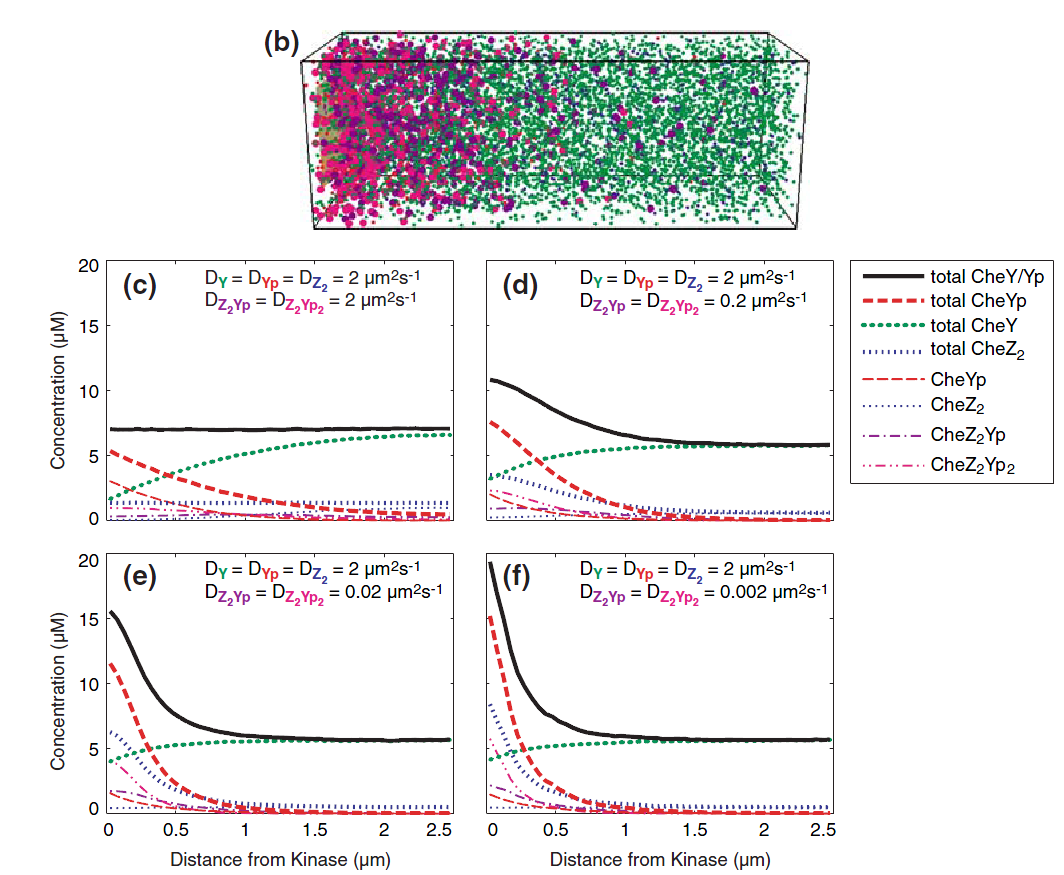 (b)
(c)
D_Y = D_Yp = D_Z₂ = 2 µm²s⁻¹
D_Z₂Yp = D_Z₂Yp₂ = 2 µm²s⁻¹
(d)
D_Y = D_Yp = D_Z₂ = 2 µm²s⁻¹
D_Z₂Yp = D_Z₂Yp₂ = 0.2 µm²s⁻¹
total CheY/Yp
total CheYp
total CheY
total CheZ₂
CheYp
CheZ₂
CheZ₂Yp
CheZ₂Yp₂
Concentration (µM)
20
15
10
5
0
(e)
D_Y = D_Yp = D_Z₂ = 2 µm²s⁻¹
D_Z₂Yp = D_Z₂Yp₂ = 0.02 µm²s⁻¹
(f)
D_Y = D_Yp = D_Z₂ = 2 µm²s⁻¹
D_Z₂Yp = D_Z₂Yp₂ = 0.002 µm²s⁻¹
Concentration (µM)
20
15
10
5
0
0 0.5 1 1.5 2 2.5
0 0.5 1 1.5 2 2.5
Distance from Kinase (µm)
Distance from Kinase (µm)